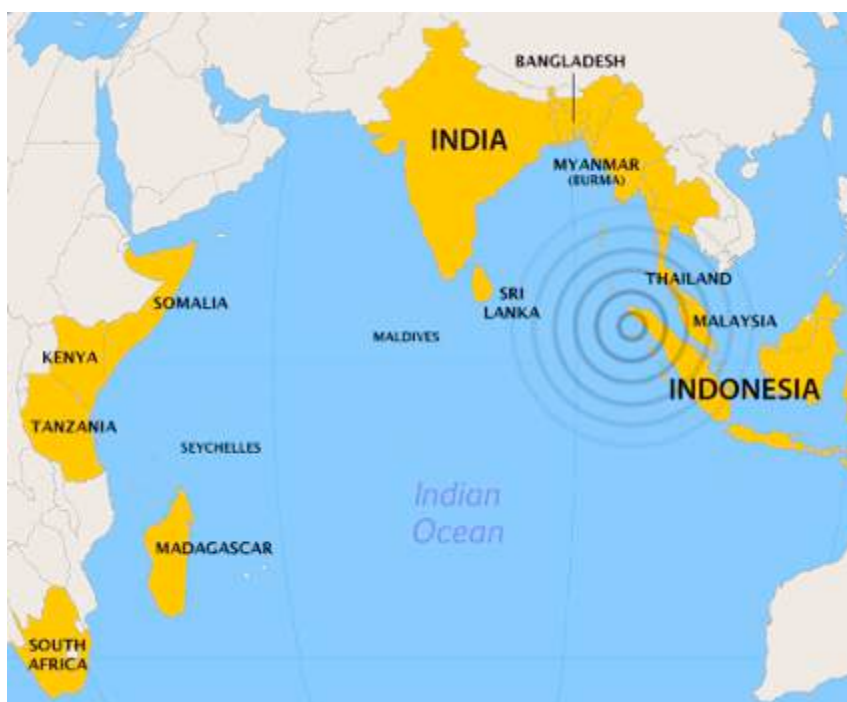 BANGLADESH
INDIA
MYANMAR
(BURMA)
THAILAND
SRI
LANKA
SOMALIA
MALAYSIA
MALDIVES
KENYA
INDONESIA
TANZANIA
SEYCHELLES
Indian
Ocean
MADAGASCAR
SOUTH
AFRICA